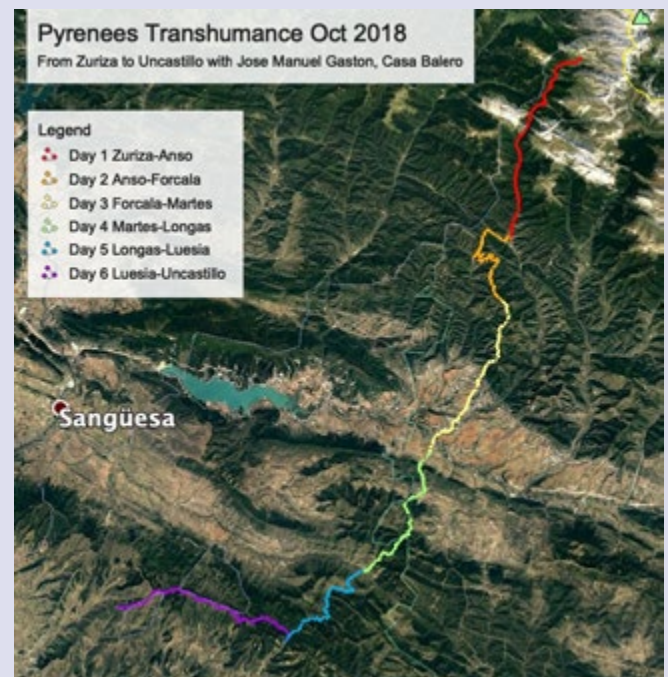 Pyrenees Transhumance Oct 2018
From Zuriza to Uncastillo with Jose Manuel Gaston, Casa Balero
Legend
Day 1 Zuriza-Anso
Day 2 Anso-Forcala
Day 3 Forcala-Martes
Day 4 Martes-Longas
Day 5 Longas-Luesia
Day 6 Luesia-Uncastillo
Sangüesa